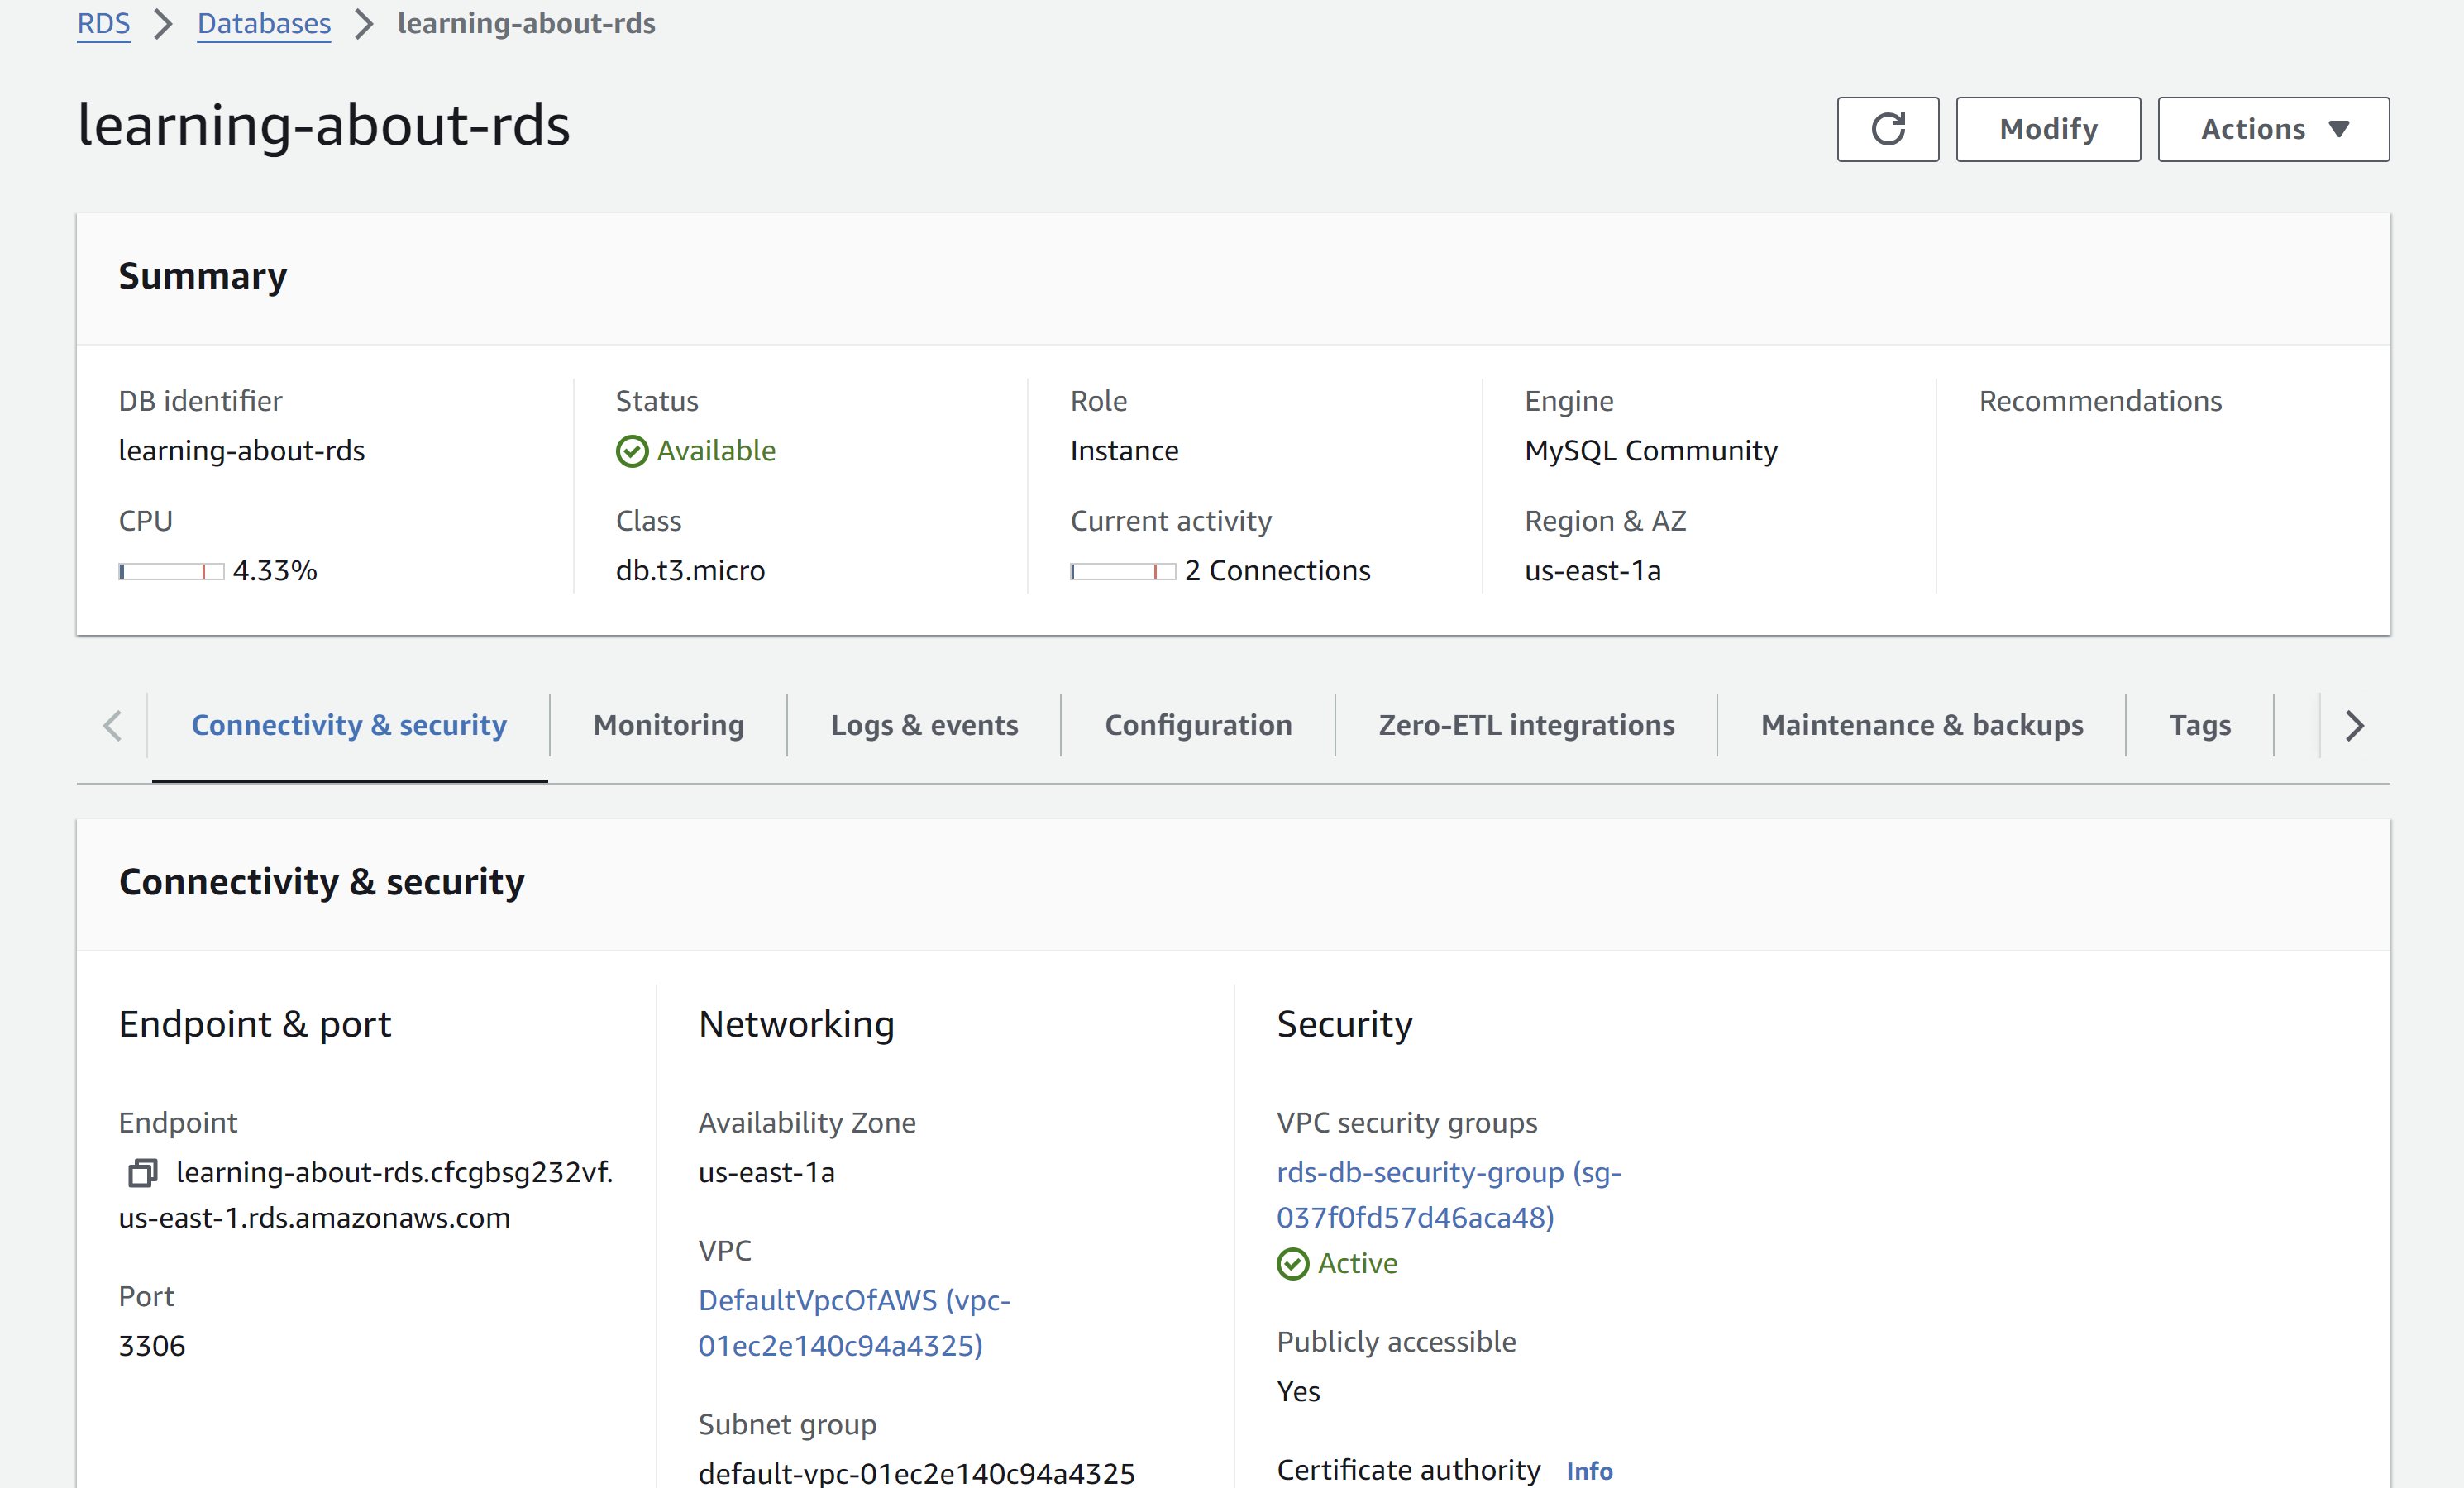 RDS > Databases > learning-about-rds
learning-about-rds
Modify
Actions
Summary
DB identifier
learning-about-rds
Status
Available
Role
Instance
Engine
MySQL Community
Recommendations
CPU
4.33%
Class
db.t3.micro
Current activity
2 Connections
Region & AZ
us-east-1a
Connectivity & security
Monitoring
Logs & events
Configuration
Zero-ETL integrations
Maintenance & backups
Tags
Connectivity & security
Endpoint & port
Endpoint
learning-about-rds.cfcgbsg232vf.
us-east-1.rds.amazonaws.com
Port
3306
Networking
Availability Zone
us-east-1a
VPC
DefaultVpcOfAWS (vpc-
01ec2e140c94a4325)
Subnet group
default-vpc-01ec2e140c94a4325
Security
VPC security groups
rds-db-security-group (sg-
037f0fd57d46aca48)
Active
Publicly accessible
Yes
Certificate authority Info